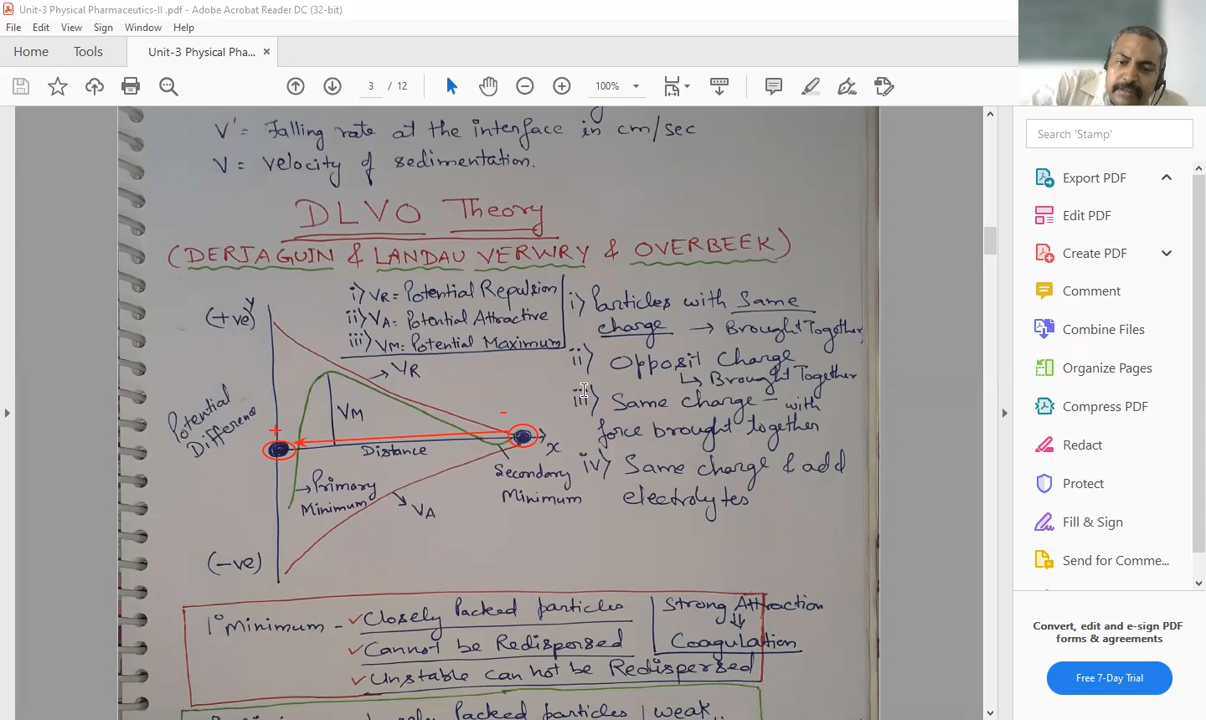 Unit-3 Physical Pharmaceutics-II .pdf - Adobe Acrobat Reader DC (32-bit)
File Edit View Sign Window Help
Home Tools Unit-3 Physical Pha... ×
3 / 12 100%
V' = Falling rate at the interface in cm/sec
V = Velocity of sedimentation.
DLVO Theory
(DERJAGUIN & LANDAU VERWRY & OVERBEEK)
(+ve) y
i) VR = Potential Repulsion
ii) VA = Potential Attractive
iii) VM = Potential Maximum
→ VR
VM
Potential Difference
+
-
Distance
x
→ Primary Minimum
Secondary Minimum
→ VA
(-ve)
i) Particles with Same
charge → Brought Together
ii) Opposit Charge
↳ Brought Together
iii) Same charge - with
force brought together
iv) Same charge & add
electrolytes
1° Minimum - ✓ Closely Packed particles
✓ Cannot be Redispersed
✓ Unstable can not be Redispersed
Strong Attraction
⇓
Coagulation
Packed particles | weak
Search 'Stamp'
Export PDF
Edit PDF
Create PDF
Comment
Combine Files
Organize Pages
Compress PDF
Redact
Protect
Fill & Sign
Send for Comme...
Convert, edit and e-sign PDF
forms & agreements
Free 7-Day Trial